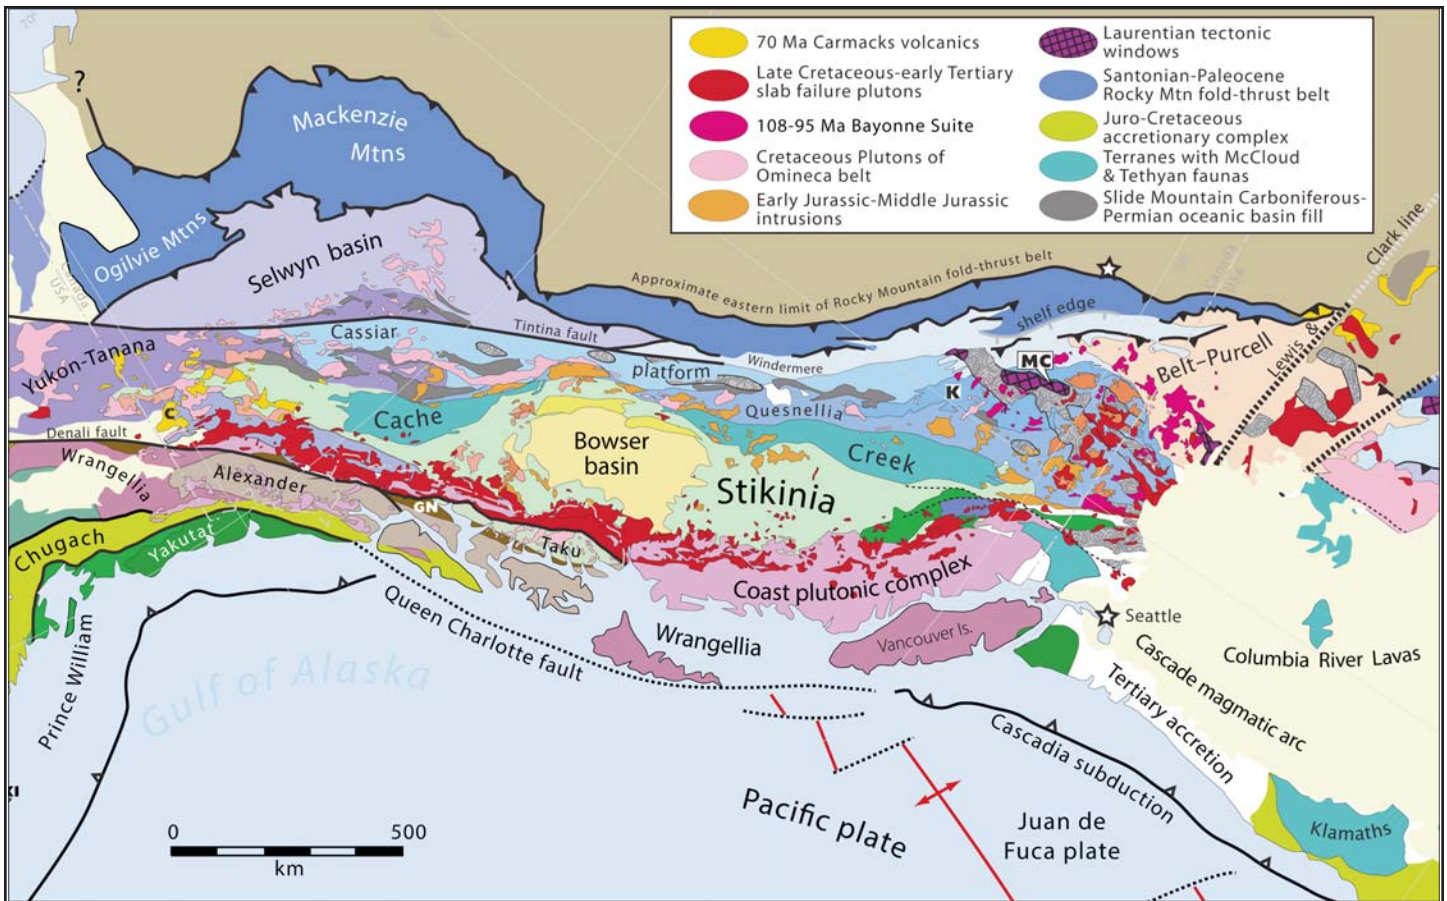 70°
?
70 Ma Carmacks volcanics
Late Cretaceous-early Tertiary
slab failure plutons
108-95 Ma Bayonne Suite
Cretaceous Plutons of
Omineca belt
Early Jurassic-Middle Jurassic
intrusions
Laurentian tectonic
windows
Santonian-Paleocene
Rocky Mtn fold-thrust belt
Juro-Cretaceous
accretionary complex
Terranes with McCloud
& Tethyan faunas
Slide Mountain Carboniferous-
Permian oceanic basin fill
Mackenzie
Mtns
Ogilvie Mtns
Selwyn basin
Canada
USA
Approximate eastern limit of Rocky Mountain fold-thrust belt
Clark line
Lewis &
Canada
USA
shelf edge
Tintina fault
Cassiar
platform
Windermere
MC
K
Belt-Purcell
Yukon-Tanana
C
Cache
Creek
Quesnellia
Bowser
basin
Stikinia
Denali fault
Wrangellia
Alexander
GN
Taku
Chugach
Yakutat
Coast plutonic complex
Prince William
Queen Charlotte fault
Wrangellia
Vancouver Is.
Seattle
Gulf of Alaska
Cascade magmatic arc
Columbia River Lavas
Tertiary accretion
Cascadia subduction
KI
Pacific plate
Juan de
Fuca plate
Klamaths
0 500
km